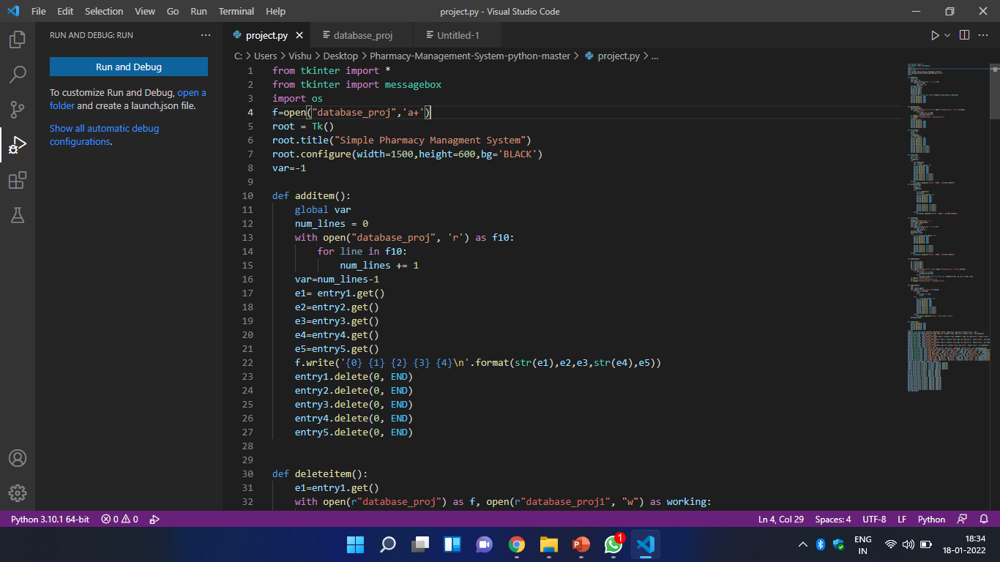 File Edit Selection View Go Run Terminal Help project.py - Visual Studio Code
RUN AND DEBUG: RUN
project.py
database_proj
Untitled-1
C: > Users > Vishu > Desktop > Pharmacy-Management-System-python-master > project.py > ...
Run and Debug
To customize Run and Debug, open a
folder and create a launch.json file.
Show all automatic debug
configurations.
1 from tkinter import *
2 from tkinter import messagebox
3 import os
4 f=open("database_proj",'a+')
5 root = Tk()
6 root.title("Simple Pharmacy Managment System")
7 root.configure(width=1500,height=600,bg='BLACK')
8 var=-1
9
10 def additem():
11     global var
12     num_lines = 0
13     with open("database_proj", 'r') as f10:
14         for line in f10:
15             num_lines += 1
16     var=num_lines-1
17     e1= entry1.get()
18     e2=entry2.get()
19     e3=entry3.get()
20     e4=entry4.get()
21     e5=entry5.get()
22     f.write('{0} {1} {2} {3} {4}\n'.format(str(e1),e2,e3,str(e4),e5))
23     entry1.delete(0, END)
24     entry2.delete(0, END)
25     entry3.delete(0, END)
26     entry4.delete(0, END)
27     entry5.delete(0, END)
28
29
30 def deleteitem():
31     e1=entry1.get()
32     with open(r"database_proj") as f, open(r"database_proj1", "w") as working:
Python 3.10.1 64-bit 0 0 Ln 4, Col 29 Spaces: 4 UTF-8 LF Python
1
ENG
IN
18:34
18-01-2022